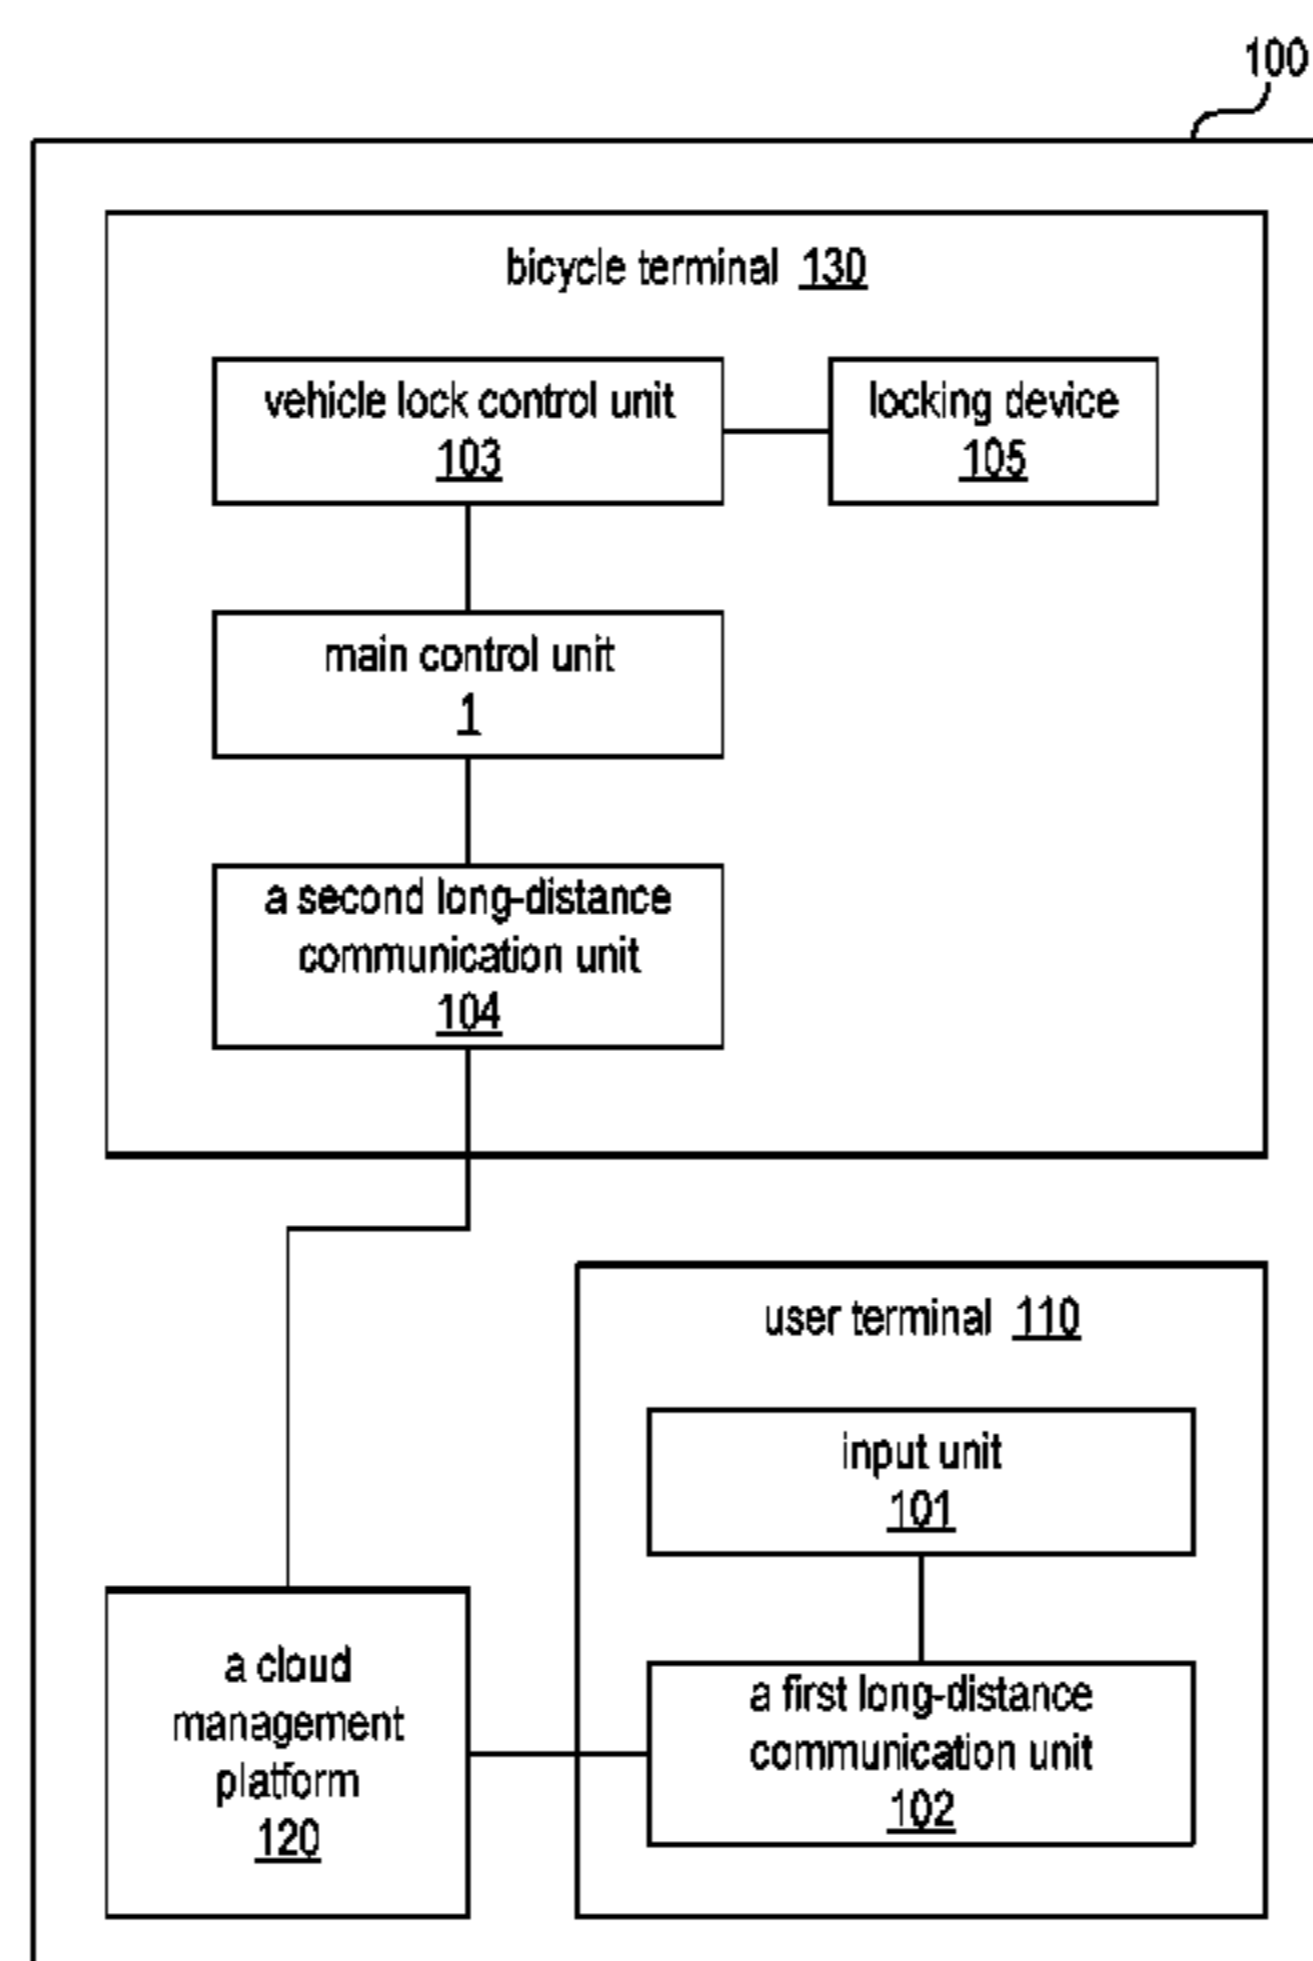 100
bicycle terminal 130
vehicle lock control unit
103
locking device
105
main control unit
1
a second long-distance
communication unit
104
user terminal 110
input unit
101
a cloud
management
platform
120
a first long-distance
communication unit
102